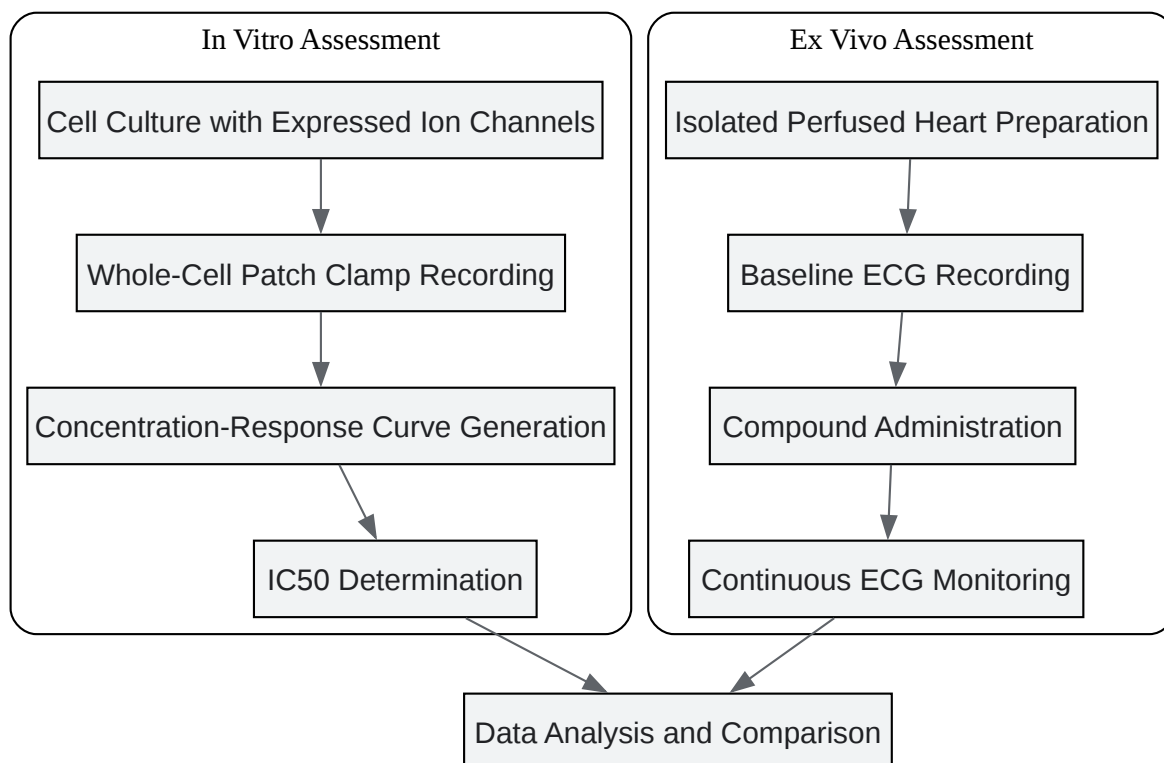 In Vitro Assessment
Cell Culture with Expressed Ion Channels
Whole-Cell Patch Clamp Recording
Concentration-Response Curve Generation
IC50 Determination
Ex Vivo Assessment
Isolated Perfused Heart Preparation
Baseline ECG Recording
Compound Administration
Continuous ECG Monitoring
Data Analysis and Comparison